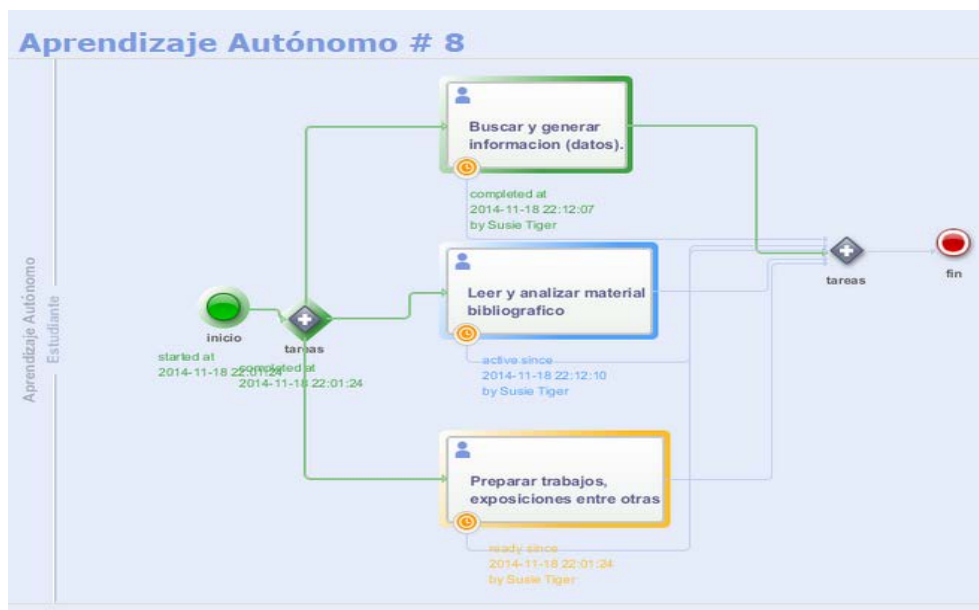 Aprendizaje Autónomo # 8
Aprendizaje Autónomo
Estudiante
inicio
started at
2014-11-18 22:01:24
tareas
completed at
2014-11-18 22:01:24
Buscar y generar
informacion (datos).
completed at
2014-11-18 22:12:07
by Susie Tiger
Leer y analizar material
bibliografico
active since
2014-11-18 22:12:10
by Susie Tiger
Preparar trabajos,
exposiciones entre otras
ready since
2014-11-18 22:01:24
by Susie Tiger
tareas
fin